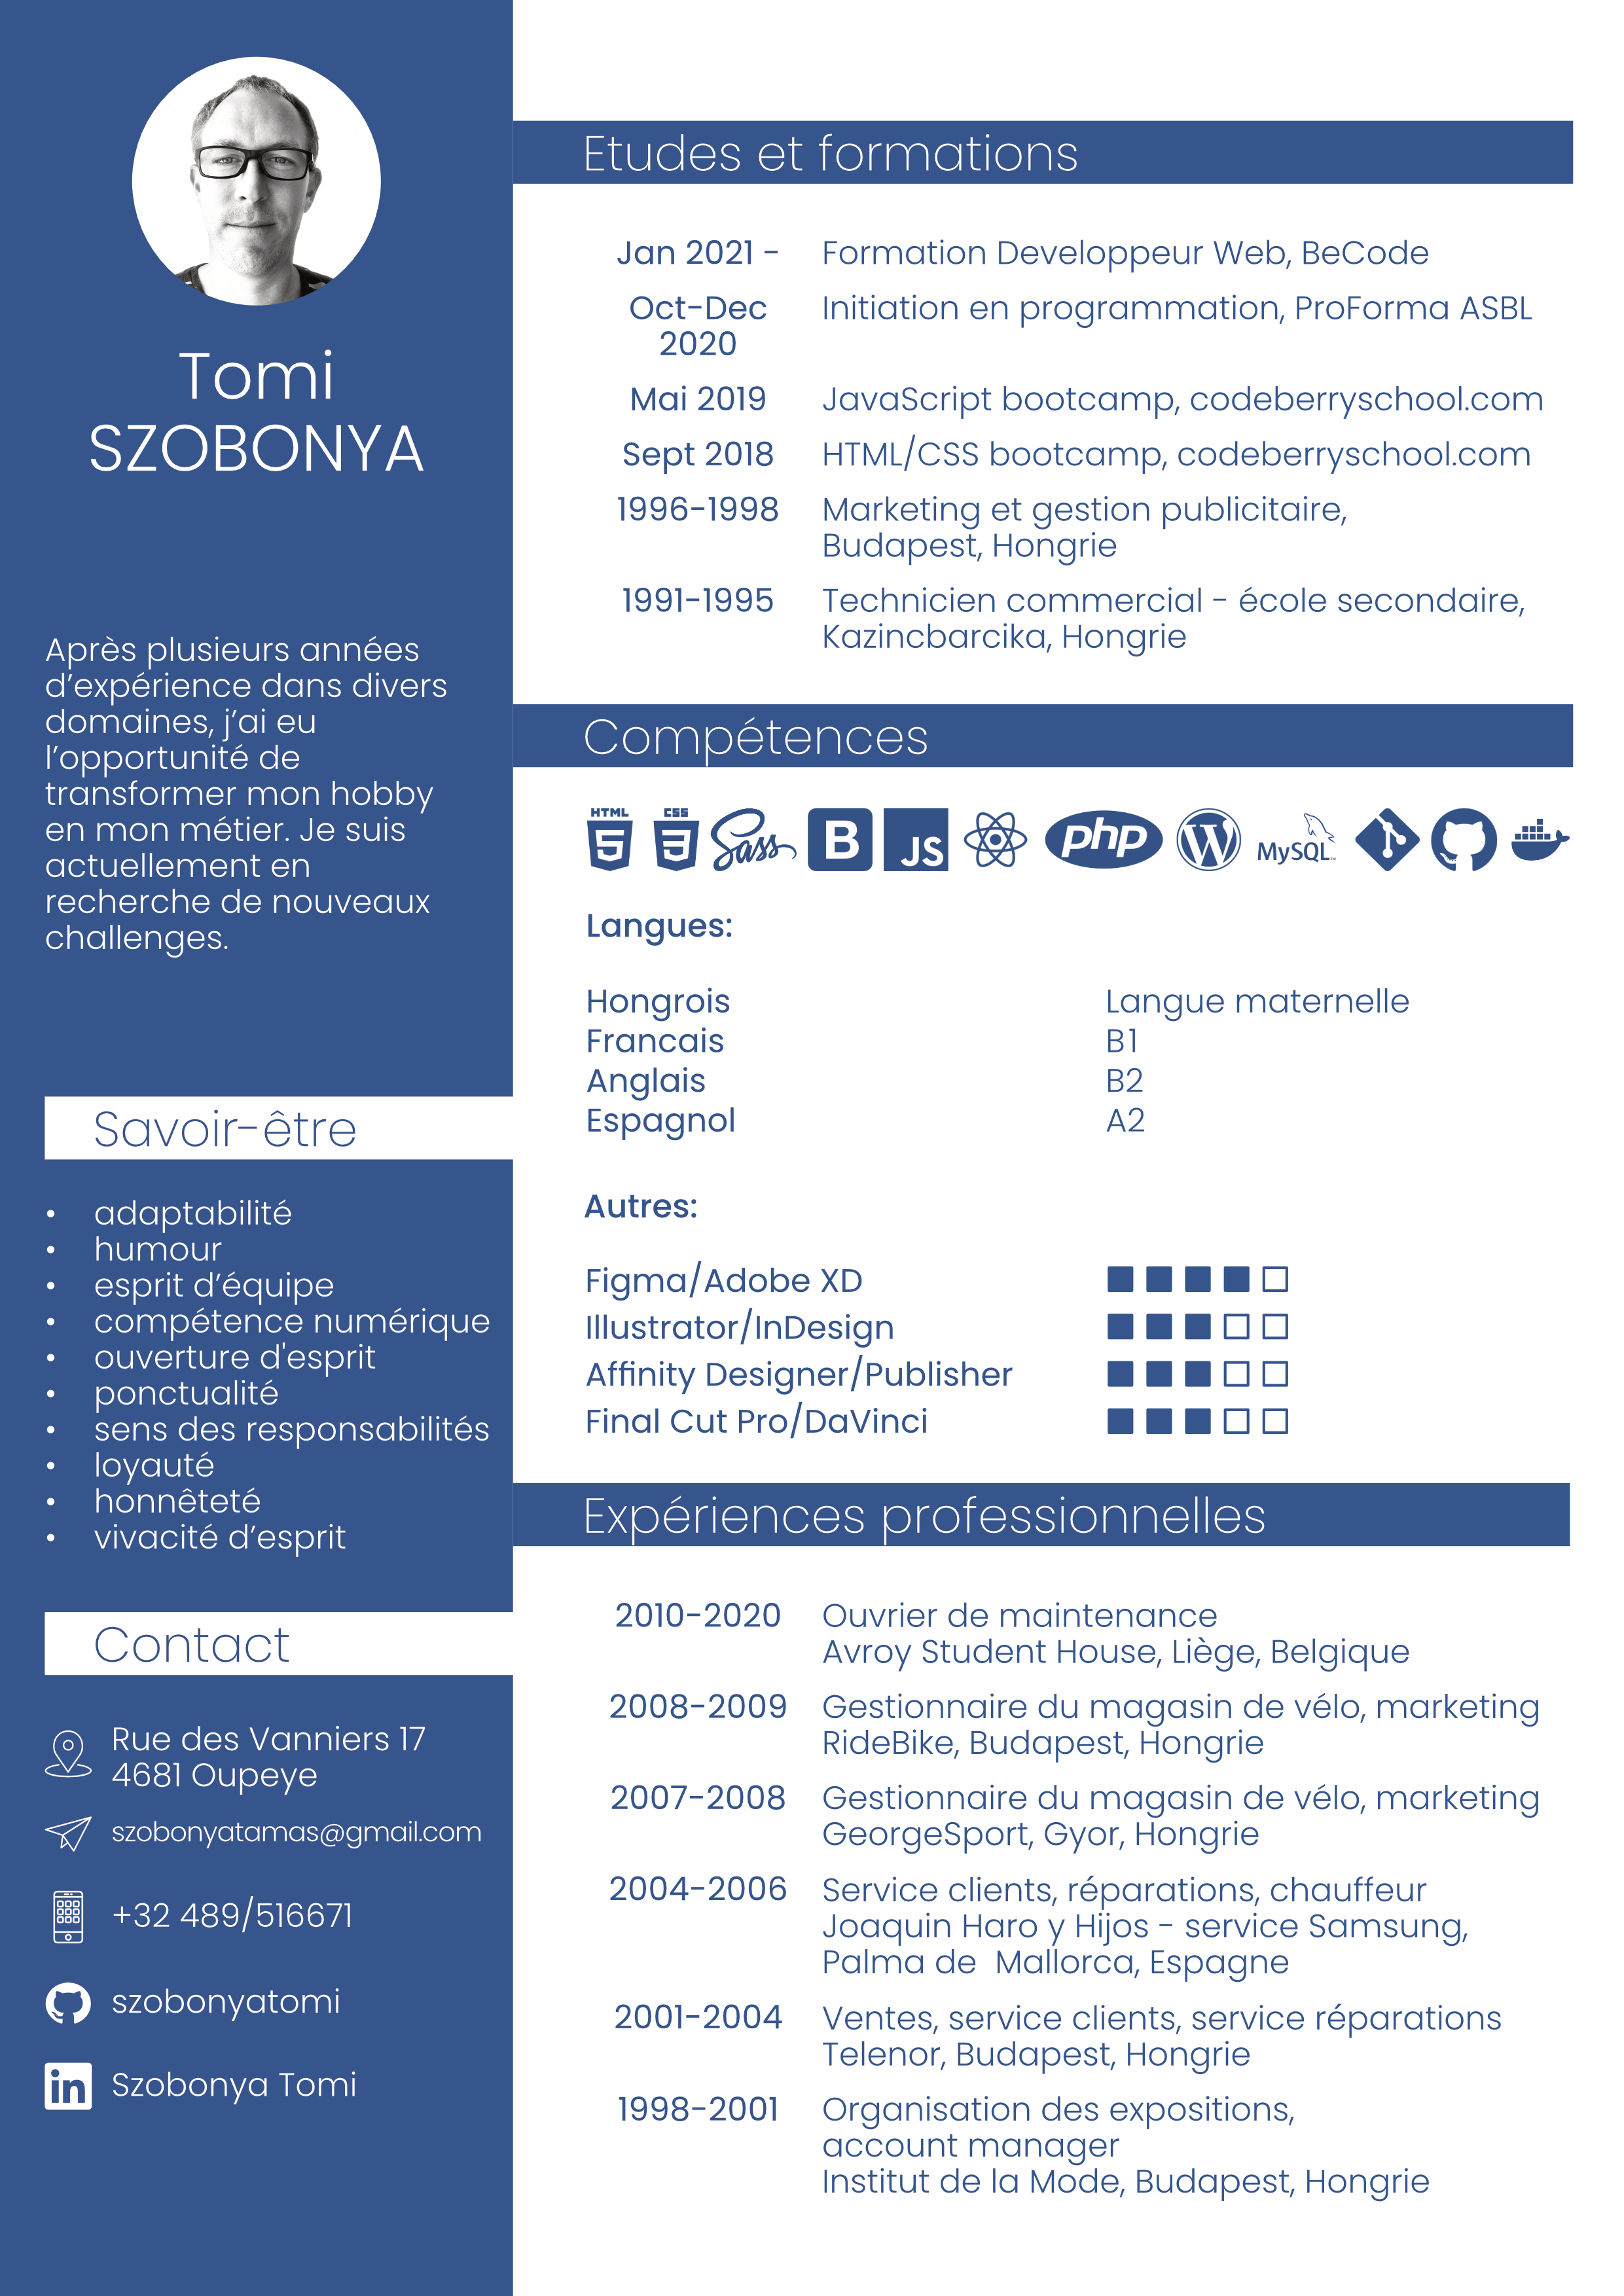 Tomi
SZOBONYA
Après plusieurs années
d’expérience dans divers
domaines, j’ai eu
l’opportunité de
transformer mon hobby
en mon métier. Je suis
actuellement en
recherche de nouveaux
challenges.
Savoir-être
• adaptabilité
• humour
• esprit d’équipe
• compétence numérique
• ouverture d'esprit
• ponctualité
• sens des responsabilités
• loyauté
• honnêteté
• vivacité d’esprit
Contact
Rue des Vanniers 17
4681 Oupeye
szobonyatamas@gmail.com
+32 489/516671
szobonyatomi
in Szobonya Tomi
Etudes et formations
Jan 2021 - Formation Developpeur Web, BeCode
Oct-Dec Initiation en programmation, ProForma ASBL
2020
Mai 2019 JavaScript bootcamp, codeberryschool.com
Sept 2018 HTML/CSS bootcamp, codeberryschool.com
1996-1998 Marketing et gestion publicitaire,
Budapest, Hongrie
1991-1995 Technicien commercial - école secondaire,
Kazincbarcika, Hongrie
Compétences
HTML 5 CSS 3 Sass B JS php W MySQL
Langues:
Hongrois Langue maternelle
Francais B1
Anglais B2
Espagnol A2
Autres:
Figma/Adobe XD
Illustrator/InDesign
Affinity Designer/Publisher
Final Cut Pro/DaVinci
Expériences professionnelles
2010-2020 Ouvrier de maintenance
Avroy Student House, Liège, Belgique
2008-2009 Gestionnaire du magasin de vélo, marketing
RideBike, Budapest, Hongrie
2007-2008 Gestionnaire du magasin de vélo, marketing
GeorgeSport, Gyor, Hongrie
2004-2006 Service clients, réparations, chauffeur
Joaquin Haro y Hijos - service Samsung,
Palma de  Mallorca, Espagne
2001-2004 Ventes, service clients, service réparations
Telenor, Budapest, Hongrie
1998-2001 Organisation des expositions,
account manager
Institut de la Mode, Budapest, Hongrie